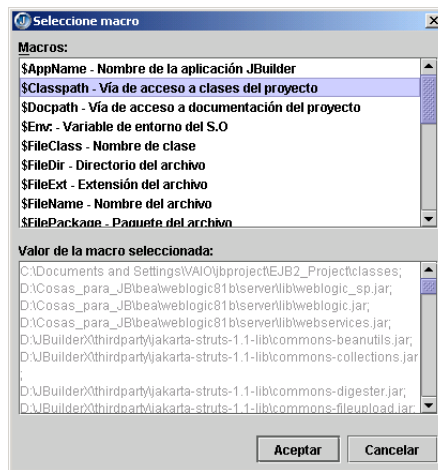 Seleccione macro
Macros:
$AppName - Nombre de la aplicación JBuilder
$Classpath - Vía de acceso a clases del proyecto
$Docpath - Vía de acceso a documentación del proyecto
$Env: - Variable de entorno del S.O
$FileClass - Nombre de clase
$FileDir - Directorio del archivo
$FileExt - Extensión del archivo
$FileName - Nombre del archivo
$FilePackage - Paquete del archivo
Valor de la macro seleccionada:
C:\Documents and Settings\VAIO\jbproject\EJB2_Project\classes;
D:\Cosas_para_JB\bea\weblogic81b\server\lib\weblogic_sp.jar;
D:\Cosas_para_JB\bea\weblogic81b\server\lib\weblogic.jar;
D:\Cosas_para_JB\bea\weblogic81b\server\lib\webservices.jar;
D:\JBuilderX\thirdparty\jakarta-struts-1.1-lib\commons-beanutils.jar;
D:\JBuilderX\thirdparty\jakarta-struts-1.1-lib\commons-collections.jar
;
D:\JBuilderX\thirdparty\jakarta-struts-1.1-lib\commons-digester.jar;
D:\JBuilderX\thirdparty\jakarta-struts-1.1-lib\commons-fileupload.jar;
Aceptar
Cancelar